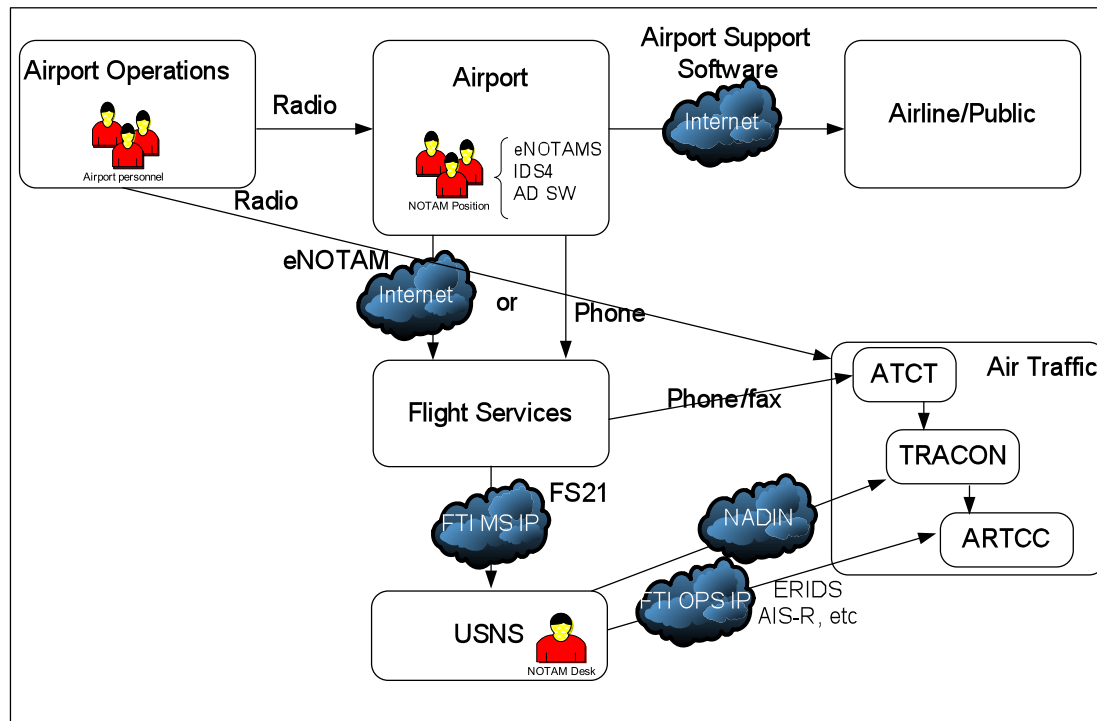 Airport Operations
Airport personnel
Radio
Airport
NOTAM Position
eNOTAMS
IDS4
AD SW
Airport Support
Software
Internet
Airline/Public
Radio
eNOTAM
Internet
or
Phone
Flight Services
Phone/fax
Air Traffic
ATCT
TRACON
ARTCC
FS21
FTI MS IP
NADIN
FTI OPS IP
ERIDS
AIS-R, etc
USNS
NOTAM Desk